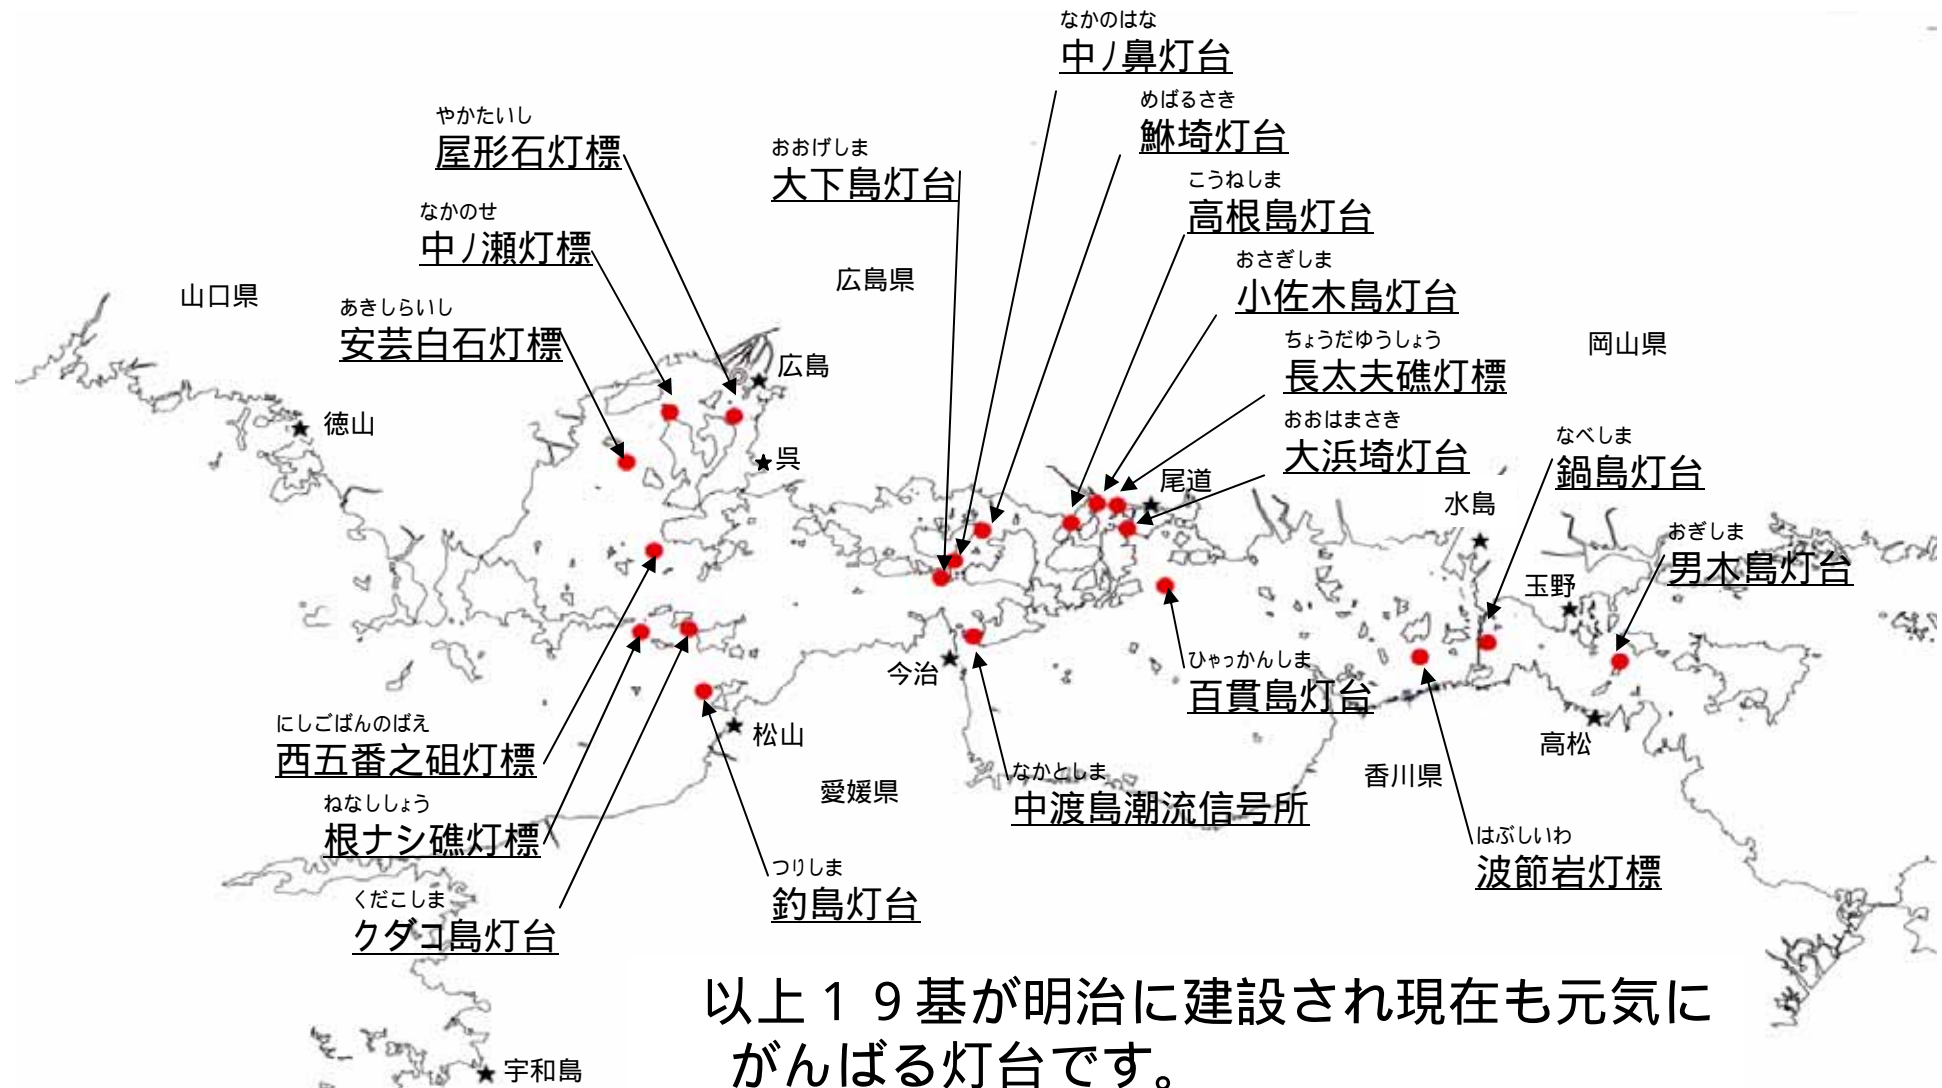 なかのはな
中ノ鼻灯台
めばるさき
鮴埼灯台
やかたいし
屋形石灯標
おおげしま
大下島灯台
こうねしま
高根島灯台
なかのせ
中ノ瀬灯標
おさぎしま
小佐木島灯台
広島県
山口県
あきしらいし
安芸白石灯標
ちょうだゆうしょう
長太夫礁灯標
岡山県
広島
徳山
おおはまさき
大浜埼灯台
なべしま
鍋島灯台
呉
尾道
水島
おぎしま
男木島灯台
玉野
今治
ひゃっかんしま
百貫島灯台
にしごばんのばえ
西五番之砠灯標
松山
高松
愛媛県
なかとしま
中渡島潮流信号所
香川県
ねなししょう
根ナシ礁灯標
はぶしいわ
波節岩灯標
つりしま
釣島灯台
くだこしま
クダコ島灯台
以上19基が明治に建設され現在も元気に
がんばる灯台です。
宇和島